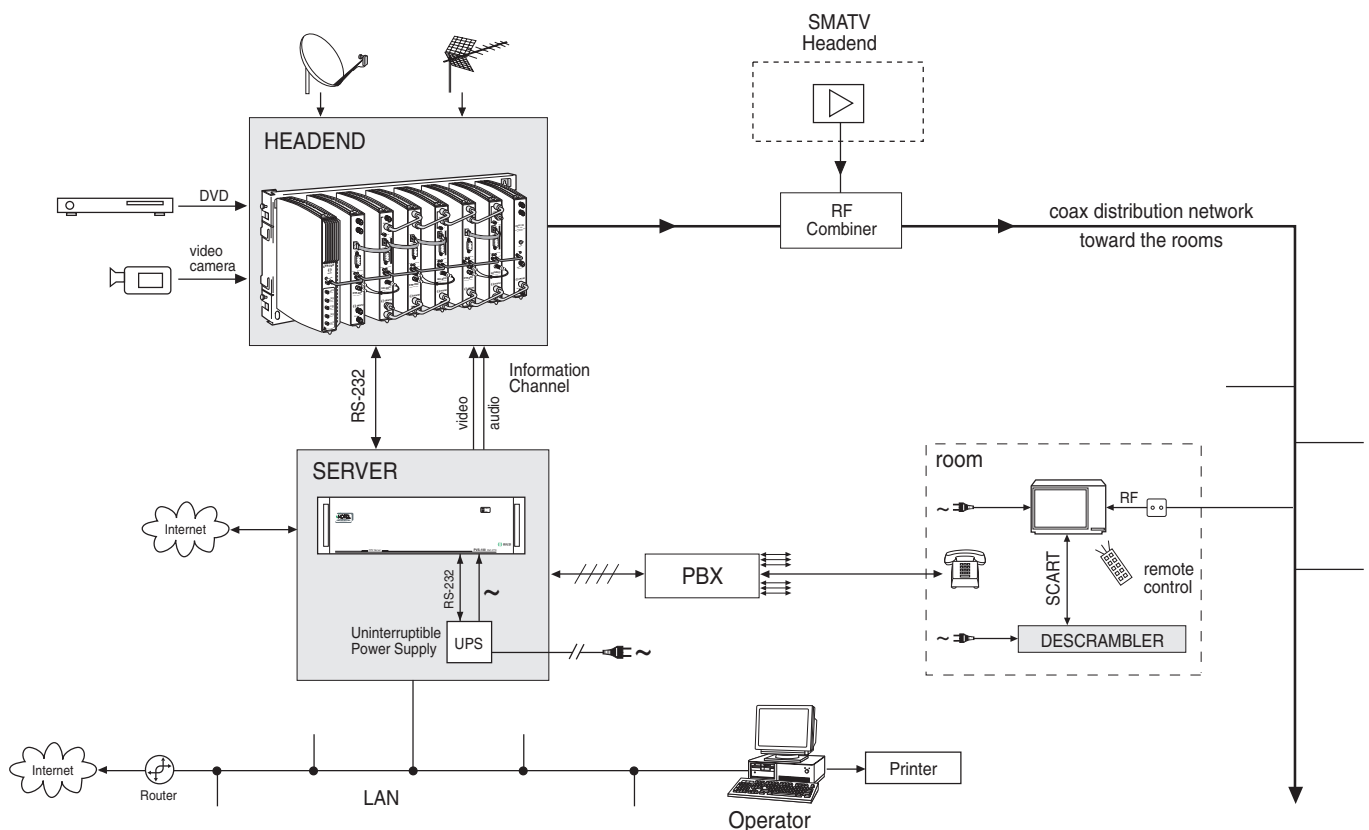 SMATV
Headend
HEADEND
DVD
video
camera
RF
Combiner
coax distribution network
toward the rooms
RS-232
video
audio
Information
Channel
SERVER
HOTEL
Internet
RS-232
~
Uninterruptible
Power Supply
UPS
~
PBX
room
~
RF
SCART
remote
control
~
DESCRAMBLER
Internet
Router
LAN
Operator
Printer